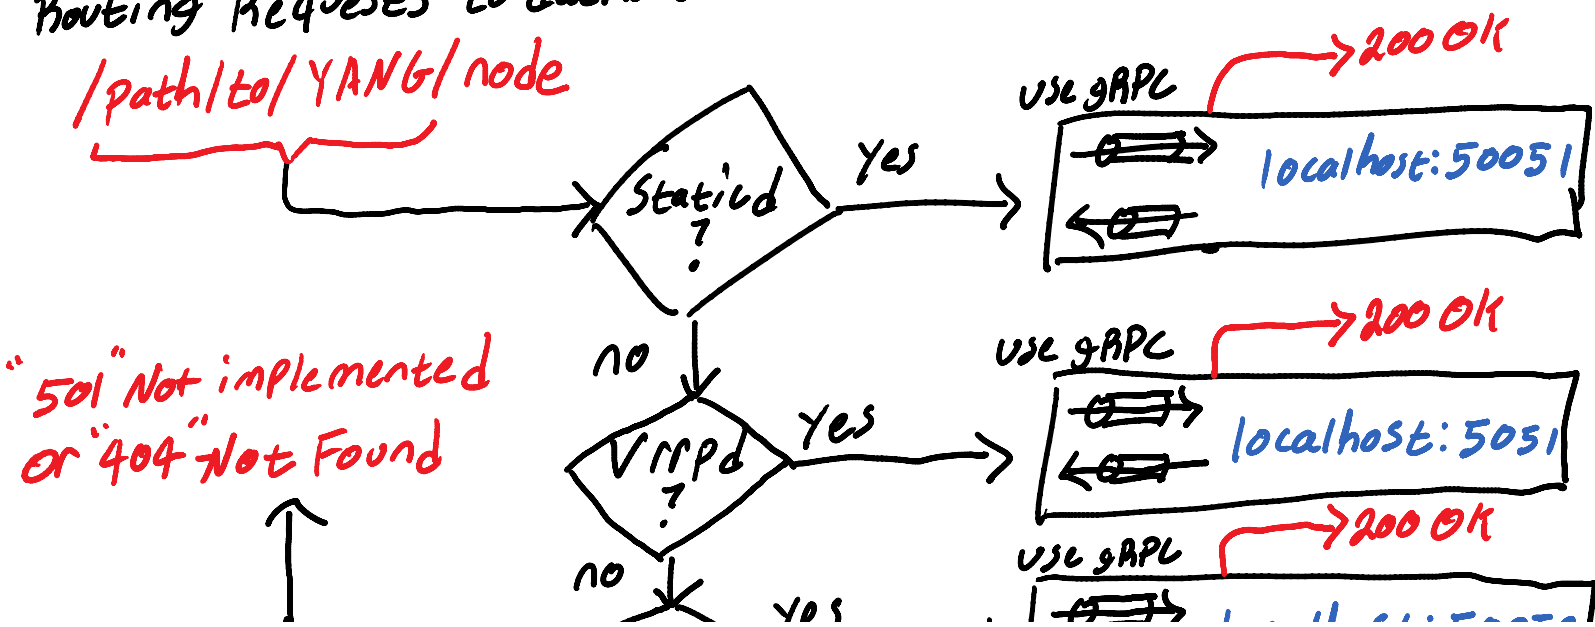 Routing Requests to
/path/to/YANG/node
use gRPC
200 OK
Staticd
?
yes
localhost:50051
no
"501" Not implemented
or "404" Not Found
use gRPC
200 OK
Vrrpd
?
yes
localhost:5051
no
use gRPC
200 OK
yes